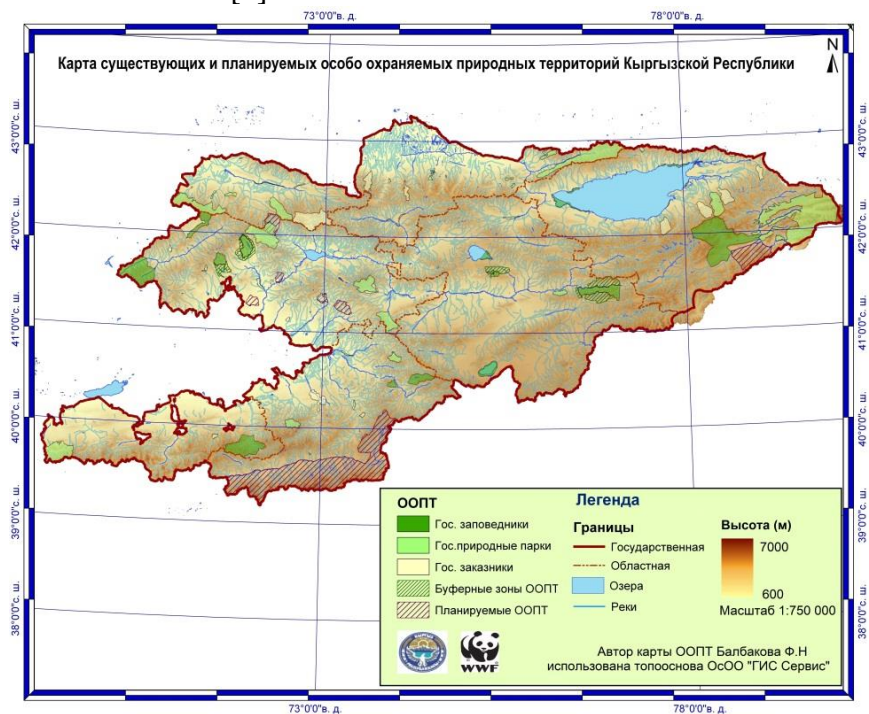 73°0'0"в. д.
78°0'0"в. д.
Карта существующих и планируемых особо охраняемых природных территорий Кыргызской Республики
N
43°0'0"с. ш.
43°0'0"с. ш.
42°0'0"с. ш.
42°0'0"с. ш.
41°0'0"с. ш.
41°0'0"с. ш.
40°0'0"с. ш.
40°0'0"с. ш.
39°0'0"с. ш.
39°0'0"с. ш.
38°0'0"с. ш.
38°0'0"с. ш.
Легенда
ООПТ
Гос. заповедники
Гос.природные парки
Гос. заказники
Буферные зоны ООПТ
Планируемые ООПТ
Границы
Государственная
Областная
Озера
Реки
Высота (м)
7000
600
Масштаб 1:750 000
WWF
Автор карты ООПТ Балбакова Ф.Н
использована топооснова ОсОО "ГИС Сервис"
73°0'0"в. д.
78°0'0"в. д.